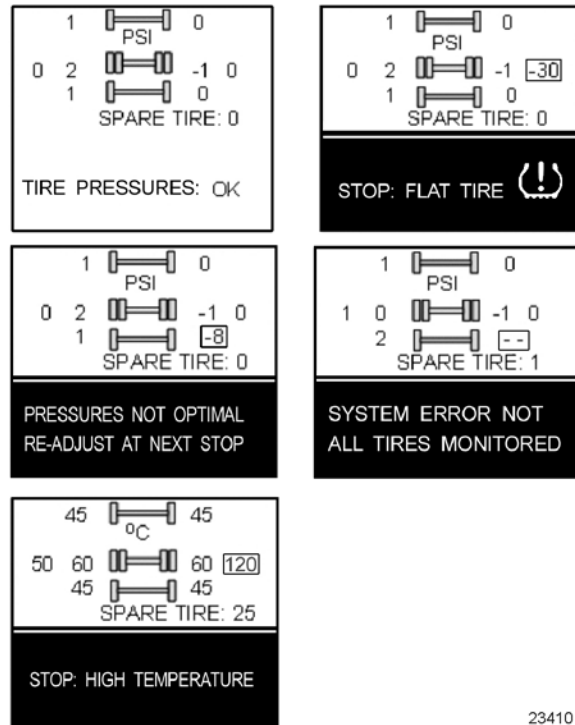 1 0
PSI
0 2 -1 0
1 0
SPARE TIRE: 0
TIRE PRESSURES: OK
1 0
PSI
0 2 -1 -30
1 0
SPARE TIRE: 0
STOP: FLAT TIRE
1 0
PSI
0 2 -1 0
1 -8
SPARE TIRE: 0
PRESSURES NOT OPTIMAL
RE-ADJUST AT NEXT STOP
1 0
PSI
1 0 -1 0
2 --
SPARE TIRE: 1
SYSTEM ERROR NOT
ALL TIRES MONITORED
45 45
ºC
50 60 60 120
45 45
SPARE TIRE: 25
STOP: HIGH TEMPERATURE
23410